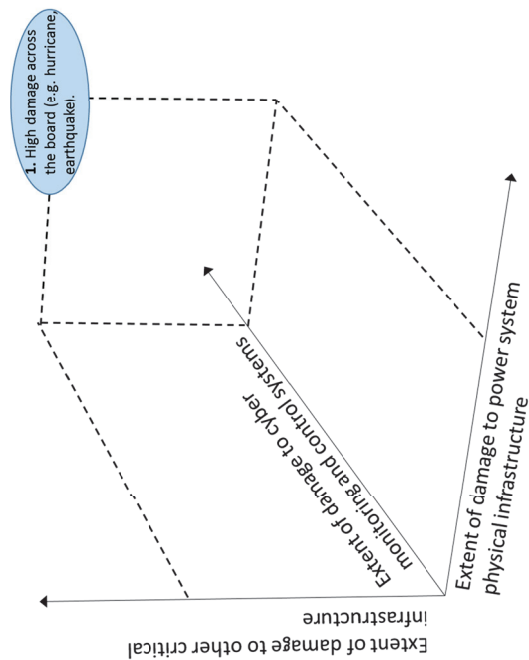 1. High damage across
the board (e.g. hurricane,
earthquake).
Extent of damage to cyber
monitoring and control systems
Extent of damage to power system
physical infrastructure
Extent of damage to other critical
infrastructure